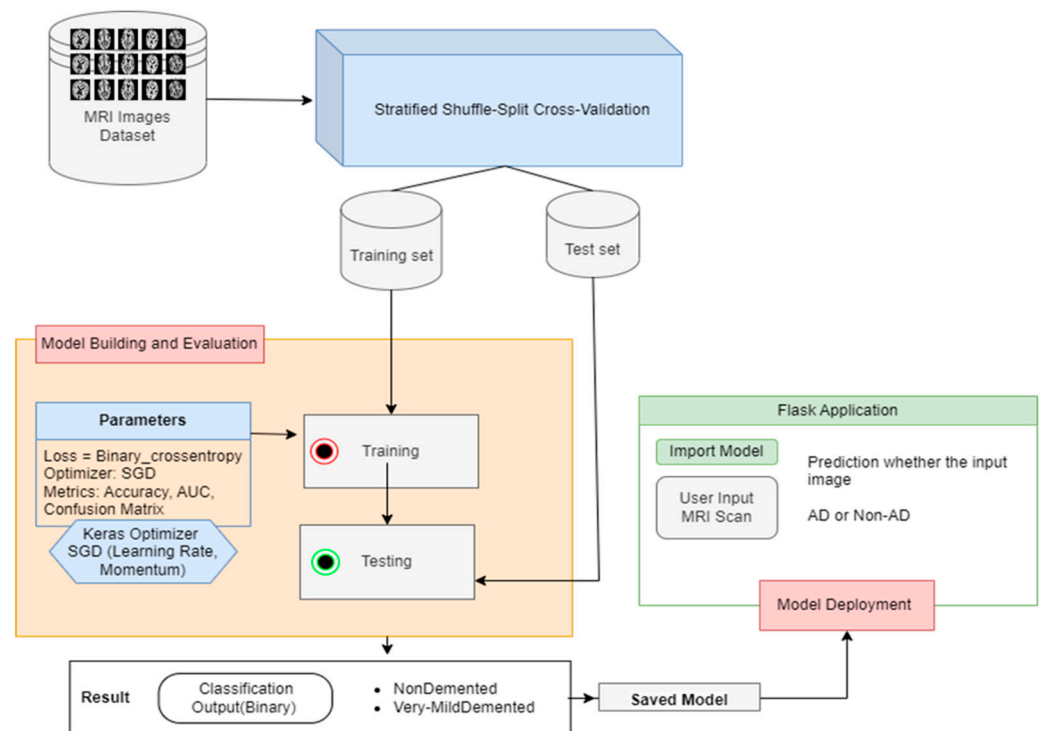 MRI Images
Dataset
Stratified Shuffle-Split Cross-Validation
Training set
Test set
Model Building and Evaluation
Parameters
Loss = Binary_crossentropy
Optimizer: SGD
Metrics: Accuracy, AUC,
Confusion Matrix
Keras Optimizer
SGD (Learning Rate,
Momentum)
Training
Testing
Flask Application
Import Model
User Input
MRI Scan
Prediction whether the input
image
AD or Non-AD
Model Deployment
Result
Classification
Output(Binary)
• NonDemented
• Very-MildDemented
Saved Model